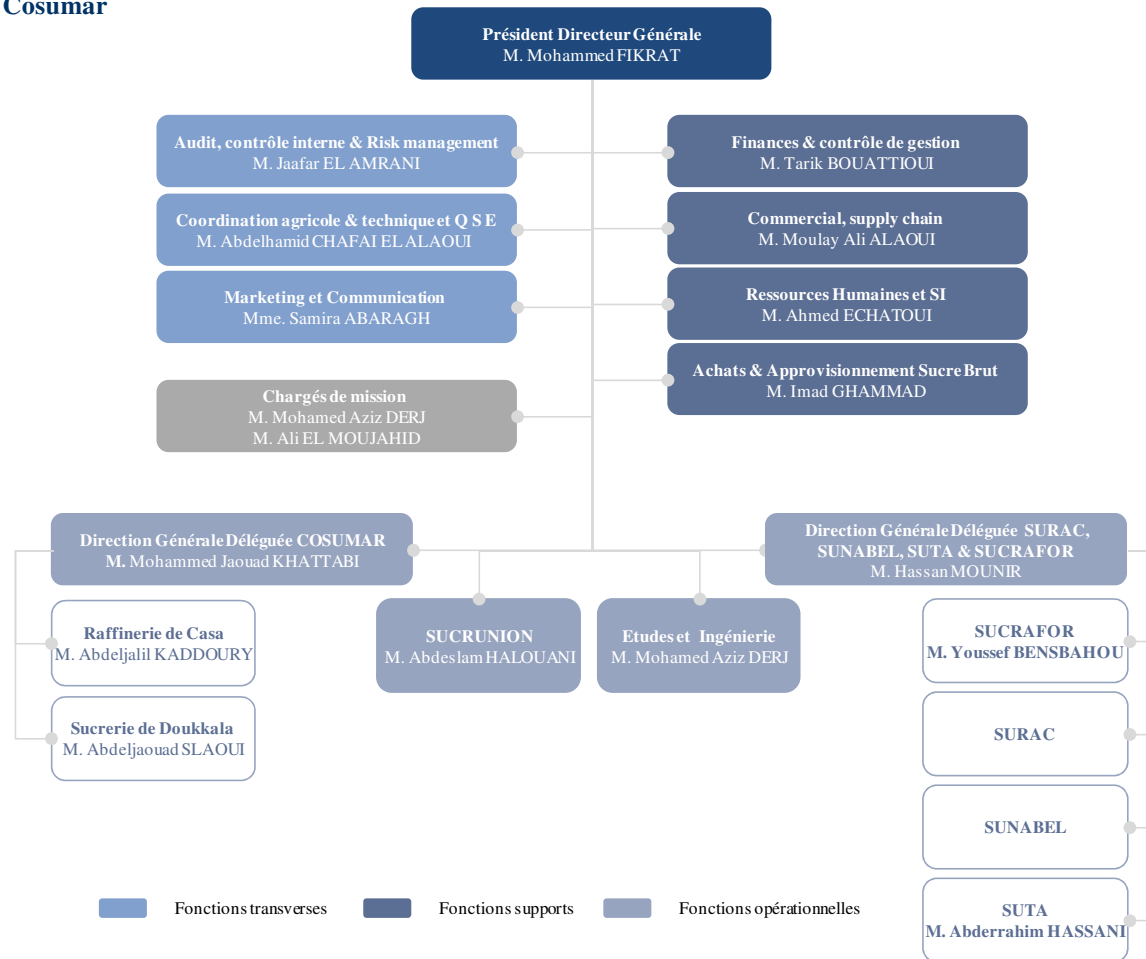 Cosumar
Président Directeur Générale
M. Mohammed FIKRAT
Audit, contrôle interne & Risk management
M. Jaafar EL AMRANI
Finances & contrôle de gestion
M. Tarik BOUATTIOUI
Coordination agricole & technique et Q S E
M. Abdelhamid CHAFAI EL ALAOUI
Commercial, supply chain
M. Moulay Ali ALAOUI
Marketing et Communication
Mme. Samira ABARAGH
Ressources Humaines et SI
M. Ahmed ECHATOUI
Achats & Approvisionnement Sucre Brut
M. Imad GHAMMAD
Chargés de mission
M. Mohamed Aziz DERJ
M. Ali EL MOUJAHID
Direction Générale Déléguée COSUMAR
M. Mohammed Jaouad KHATTABI
Direction Générale Déléguée SURAC,
SUNABEL, SUTA & SUCRAFOR
M. Hassan MOUNIR
Raffinerie de Casa
M. Abdeljalil KADDOURY
SUCRUNION
M. Abdeslam HALOUANI
Etudes et Ingénierie
M. Mohamed Aziz DERJ
SUCRAFOR
M. Youssef BENSBAHOU
Sucrerie de Doukkala
M. Abdeljaouad SLAOUI
SURAC
SUNABEL
SUTA
M. Abderrahim HASSANI
Fonctions transverses
Fonctions supports
Fonctions opérationnelles